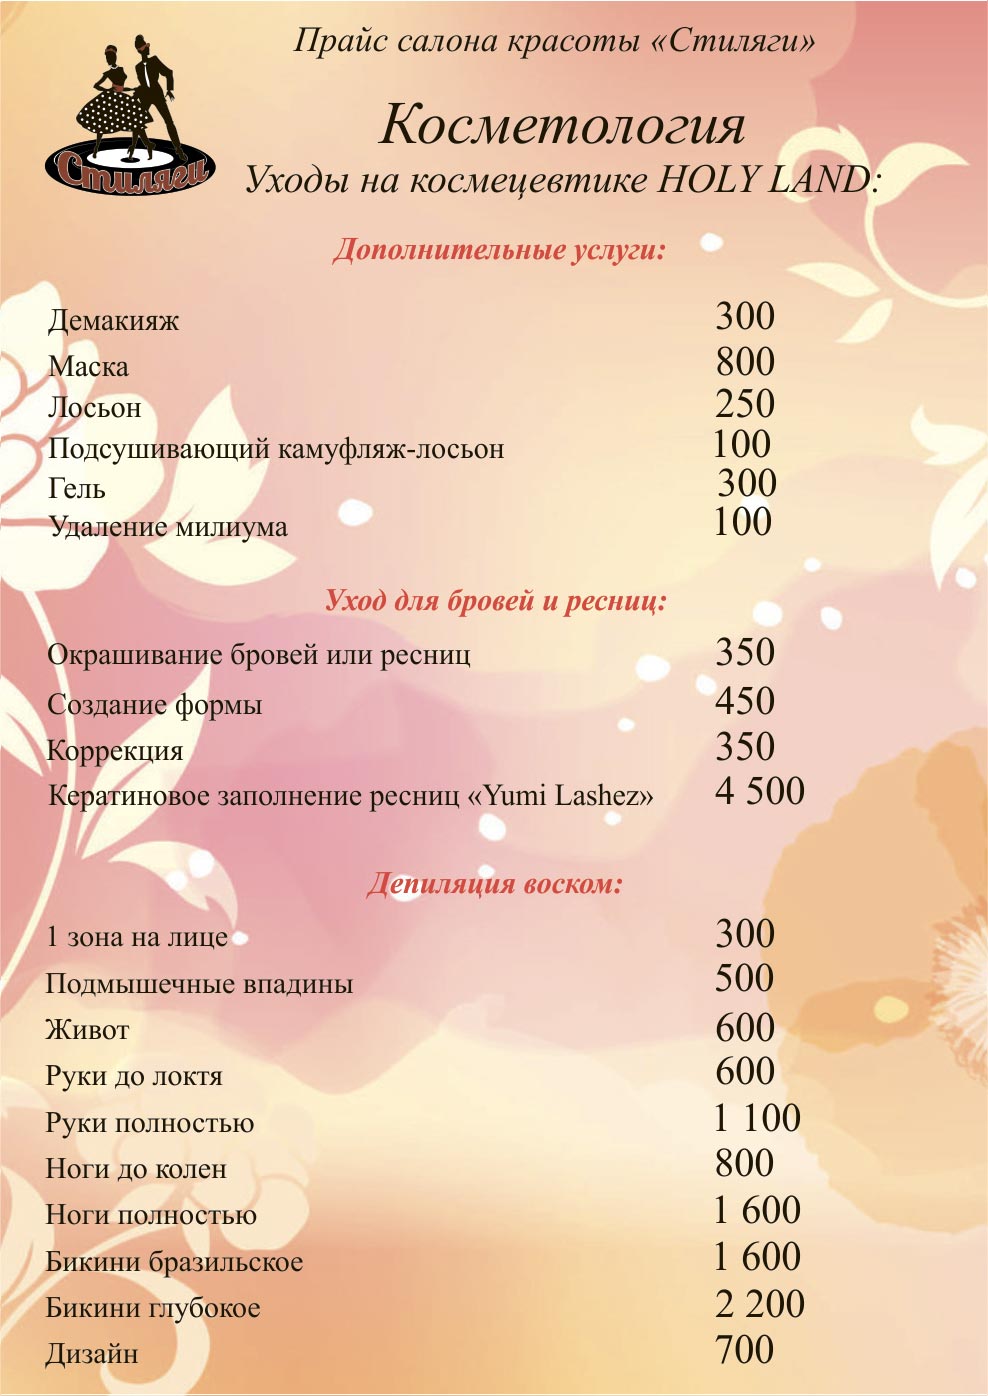 Прайс салона красоты «Стиляги»
Стиляги
Косметология
Уходы на космецевтике HOLY LAND:
Дополнительные услуги:
Демакияж 300
Маска 800
Лосьон 250
Подсушивающий камуфляж-лосьон 100
Гель 300
Удаление милиума 100
Уход для бровей и ресниц:
Окрашивание бровей или ресниц 350
Создание формы 450
Коррекция 350
Кератиновое заполнение ресниц «Yumi Lashez» 4 500
Депиляция воском:
1 зона на лице 300
Подмышечные впадины 500
Живот 600
Руки до локтя 600
Руки полностью 1 100
Ноги до колен 800
Ноги полностью 1 600
Бикини бразильское 1 600
Бикини глубокое 2 200
Дизайн 700